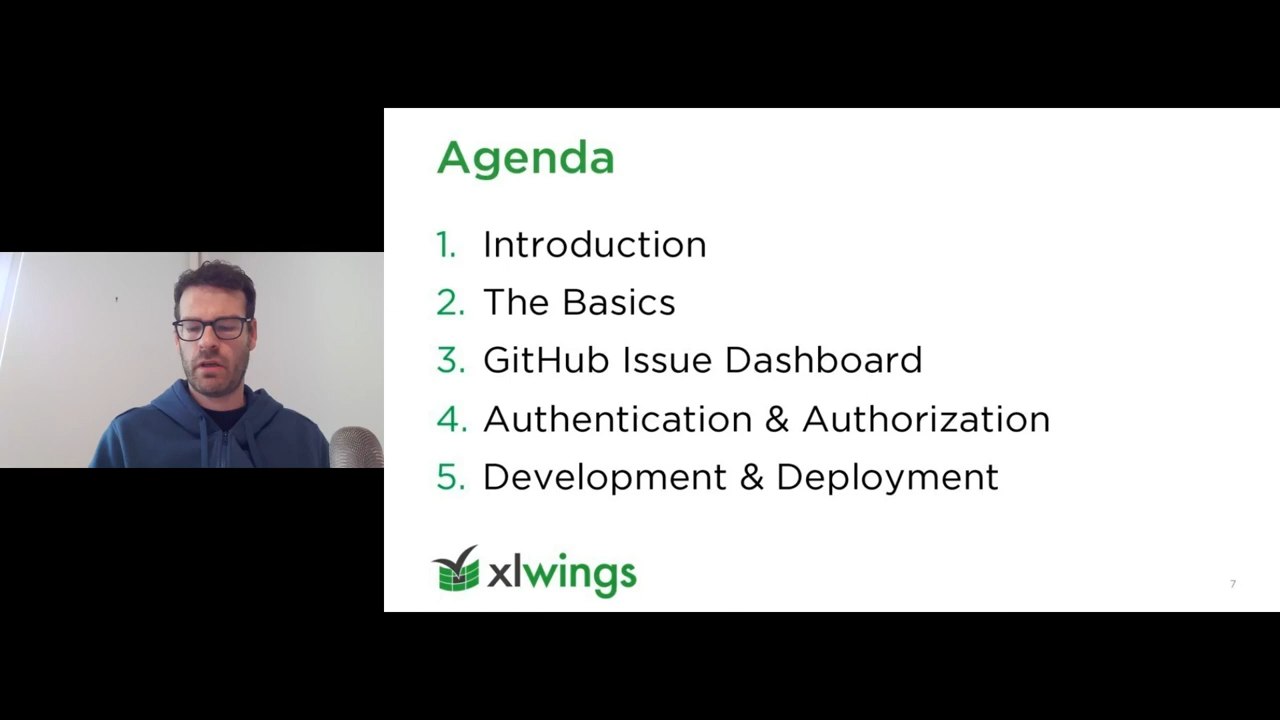 Agenda
1. Introduction
2. The Basics
3. GitHub Issue Dashboard
4. Authentication & Authorization
5. Development & Deployment
xlwings
7